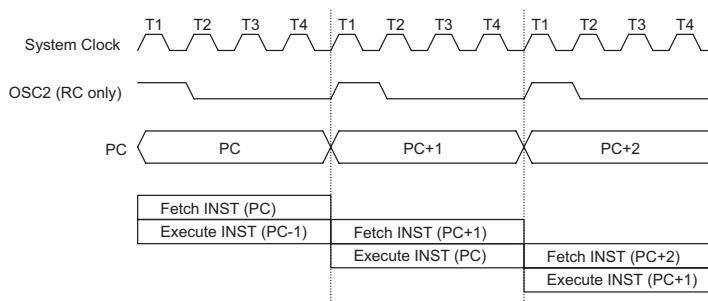 T1 T2 T3 T4 T1 T2 T3 T4 T1 T2 T3 T4
System Clock
OSC2 (RC only)
PC PC PC+1 PC+2
Fetch INST (PC)
Execute INST (PC-1) Fetch INST (PC+1)
Execute INST (PC) Fetch INST (PC+2)
Execute INST (PC+1)